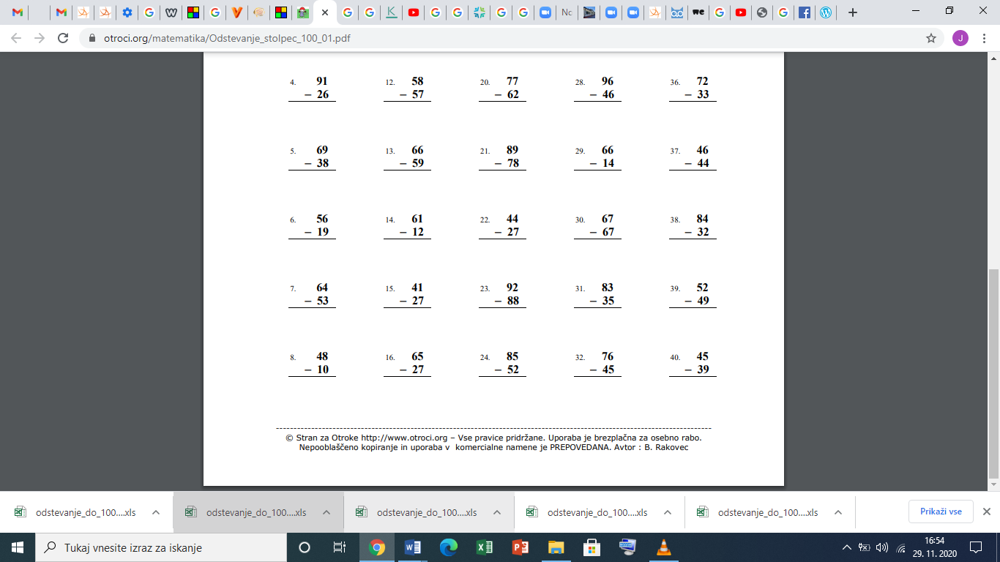 Nc
otroci.org/matematika/Odstevanje_stolpec_100_01.pdf
J
4. 91 12. 58 20. 77 28. 96 36. 72
− 26 − 57 − 62 − 46 − 33
5. 69 13. 66 21. 89 29. 66 37. 46
− 38 − 59 − 78 − 14 − 44
6. 56 14. 61 22. 44 30. 67 38. 84
− 19 − 12 − 27 − 67 − 32
7. 64 15. 41 23. 92 31. 83 39. 52
− 53 − 27 − 88 − 35 − 49
8. 48 16. 65 24. 85 32. 76 40. 45
− 10 − 27 − 52 − 45 − 39
© Stran za Otroke http://www.otroci.org – Vse pravice pridržane. Uporaba je brezplačna za osebno rabo.
Nepooblaščeno kopiranje in uporaba v komercialne namene je PREPOVEDANA. Avtor : B. Rakovec
odstevanje_do_100....xls odstevanje_do_100....xls odstevanje_do_100....xls odstevanje_do_100....xls odstevanje_do_100....xls Prikaži vse
Tukaj vnesite izraz za iskanje
16:54
29. 11. 2020